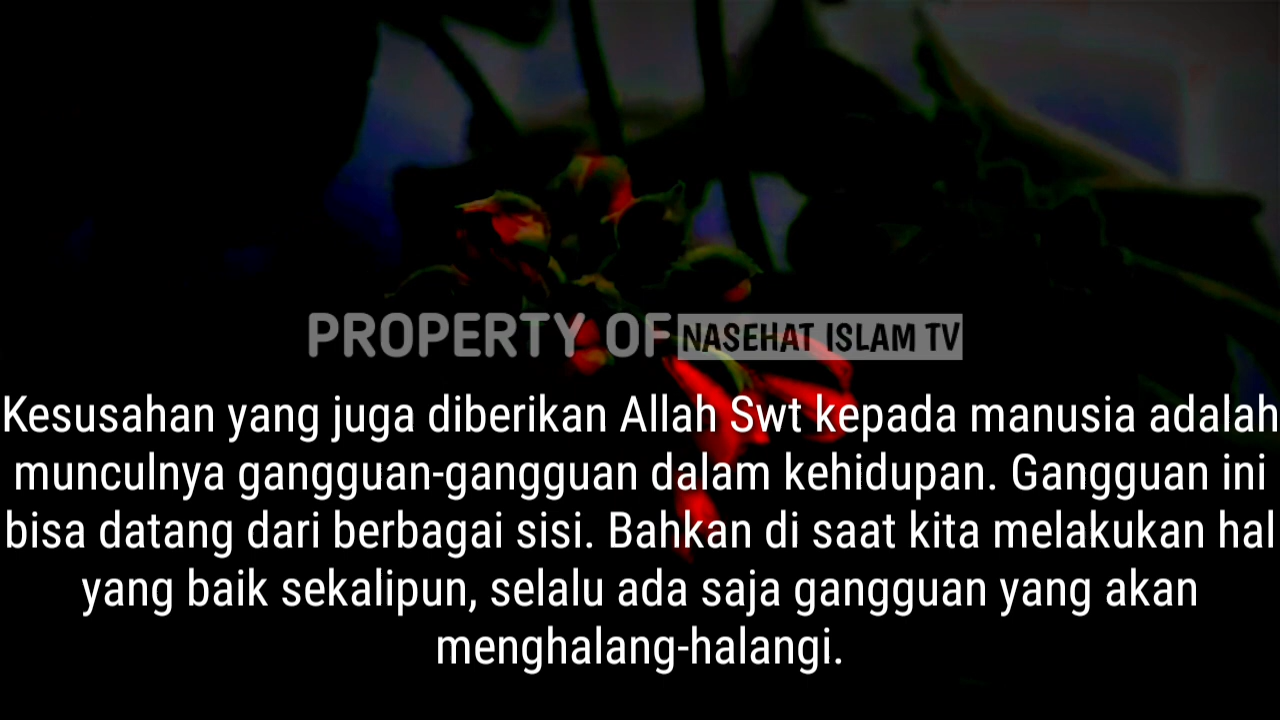 PROPERTY OF NASEHAT ISLAM TV
Kesusahan yang juga diberikan Allah Swt kepada manusia adalah
munculnya gangguan-gangguan dalam kehidupan. Gangguan ini
bisa datang dari berbagai sisi. Bahkan di saat kita melakukan hal
yang baik sekalipun, selalu ada saja gangguan yang akan
menghalang-halangi.